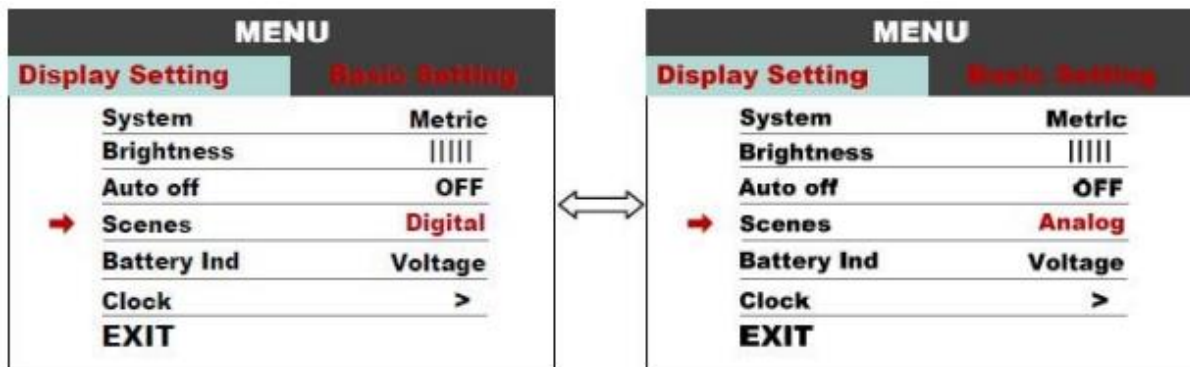 MENU
Display Setting Basic Setting
System Metric
Brightness |||||
Auto off OFF
Scenes Digital
Battery Ind Voltage
Clock >
EXIT
MENU
Display Setting Basic Setting
System Metric
Brightness |||||
Auto off OFF
Scenes Analog
Battery Ind Voltage
Clock >
EXIT